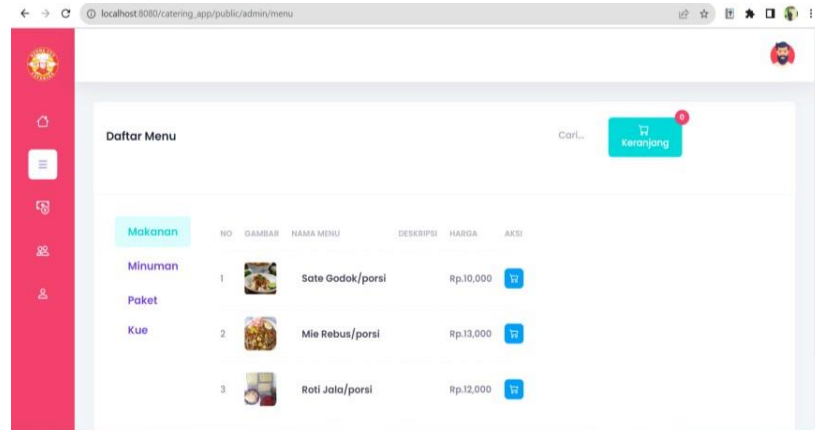 localhost:8080/catering_app/public/admin/menu
Daftar Menu
Cari...
0
Keranjang
Makanan
Minuman
Paket
Kue
NO GAMBAR NAMA MENU DESKRIPSI HARGA AKSI
1 Sate Godok/porsi Rp.10,000
2 Mie Rebus/porsi Rp.13,000
3 Roti Jala/porsi Rp.12,000